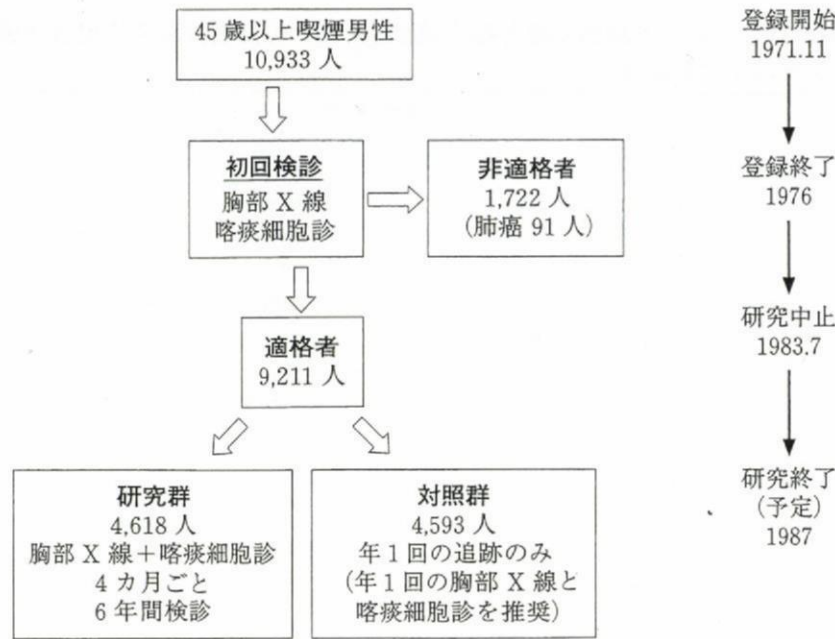 45 歳以上喫煙男性
10,933 人
初回検診
胸部 X 線
喀痰細胞診
非適格者
1,722 人
(肺癌 91 人)
適格者
9,211 人
研究群
4,618 人
胸部 X 線＋喀痰細胞診
4 カ月ごと
6 年間検診
対照群
4,593 人
年 1 回の追跡のみ
(年 1 回の胸部 X 線と
喀痰細胞診を推奨)
登録開始
1971.11
登録終了
1976
研究中止
1983.7
研究終了
(予定)
1987